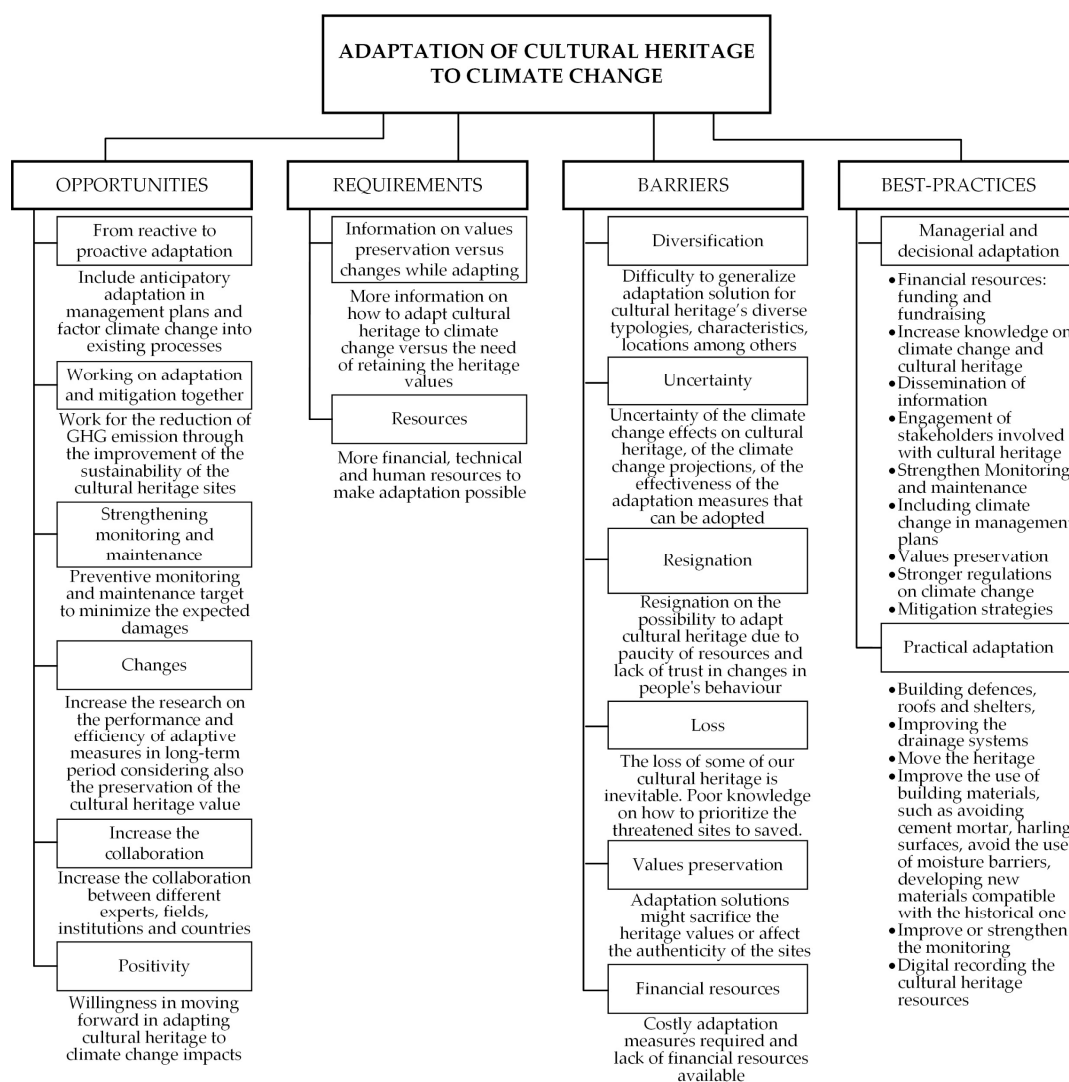 ADAPTATION OF CULTURAL HERITAGE
TO CLIMATE CHANGE
OPPORTUNITIES
From reactive to
proactive adaptation
Include anticipatory
adaptation in
management plans and
factor climate change into
existing processes
Working on adaptation
and mitigation together
Work for the reduction of
GHG emission through
the improvement of the
sustainability of the
cultural heritage sites
Strengthening
monitoring and
maintenance
Preventive monitoring
and maintenance target
to minimize the expected
damages
Changes
Increase the research on
the performance and
efficiency of adaptive
measures in long-term
period considering also
the preservation of the
cultural heritage value
Increase the
collaboration
Increase the collaboration
between different
experts, fields,
institutions and countries
Positivity
Willingness in moving
forward in adapting
cultural heritage to
climate change impacts
REQUIREMENTS
Information on values
preservation versus
changes while adapting
More information on
how to adapt cultural
heritage to climate
change versus the need
of retaining the heritage
values
Resources
More financial, technical
and human resources to
make adaptation possible
BARRIERS
Diversification
Difficulty to generalize
adaptation solution for
cultural heritage's diverse
typologies, characteristics,
locations among others
Uncertainty
Uncertainty of the climate
change effects on cultural
heritage, of the climate
change projections, of the
effectiveness of the
adaptation measures that
can be adopted
Resignation
Resignation on the
possibility to adapt
cultural heritage due to
paucity of resources and
lack of trust in changes in
people's behaviour
Loss
The loss of some of our
cultural heritage is
inevitable. Poor knowledge
on how to prioritize the
threatened sites to saved.
Values preservation
Adaptation solutions
might sacrifice the
heritage values or affect
the authenticity of the sites
Financial resources
Costly adaptation
measures required and
lack of financial resources
available
BEST-PRACTICES
Managerial and
decisional adaptation
•Financial resources:
funding and
fundraising
•Increase knowledge on
climate change and
cultural heritage
•Dissemination of
information
•Engagement of
stakeholders involved
with cultural heritage
•Strengthen Monitoring
and maintenance
•Including climate
change in management
plans
•Values preservation
•Stronger regulations
on climate change
•Mitigation strategies
Practical adaptation
•Building defences,
roofs and shelters,
•Improving the
drainage systems
•Move the heritage
•Improve the use of
building materials,
such as avoiding
cement mortar, harling
surfaces, avoid the use
of moisture barriers,
developing new
materials compatible
with the historical one
•Improve or strengthen
the monitoring
•Digital recording the
cultural heritage
resources